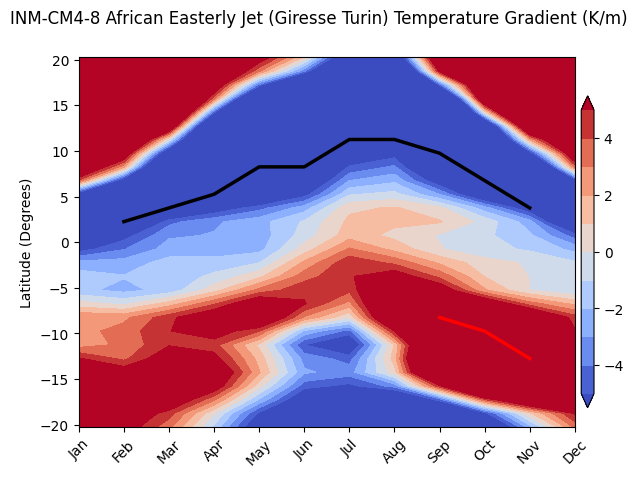 INM-CM4-8 African Easterly Jet (Giresse Turin) Temperature Gradient (K/m)
20
15
10
5
0
−5
−10
−15
−20
Latitude (Degrees)
Jan
Feb
Mar
Apr
May
Jun
Jul
Aug
Sep
Oct
Nov
Dec
4
2
0
−2
−4